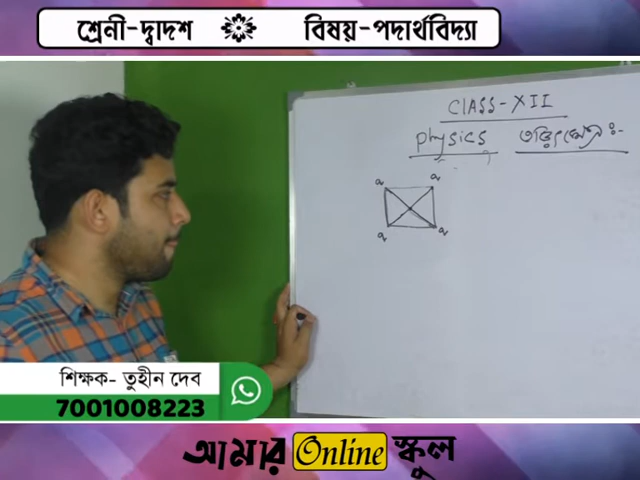 শ্রেনী-দ্বাদশ বিষয়-পদার্থবিদ্যা
CLASS-XII
Physics তড়িৎক্ষেত্র :-
q q
q q
শিক্ষক- তুহীন দেব
7001008223
আমার Online স্কুল